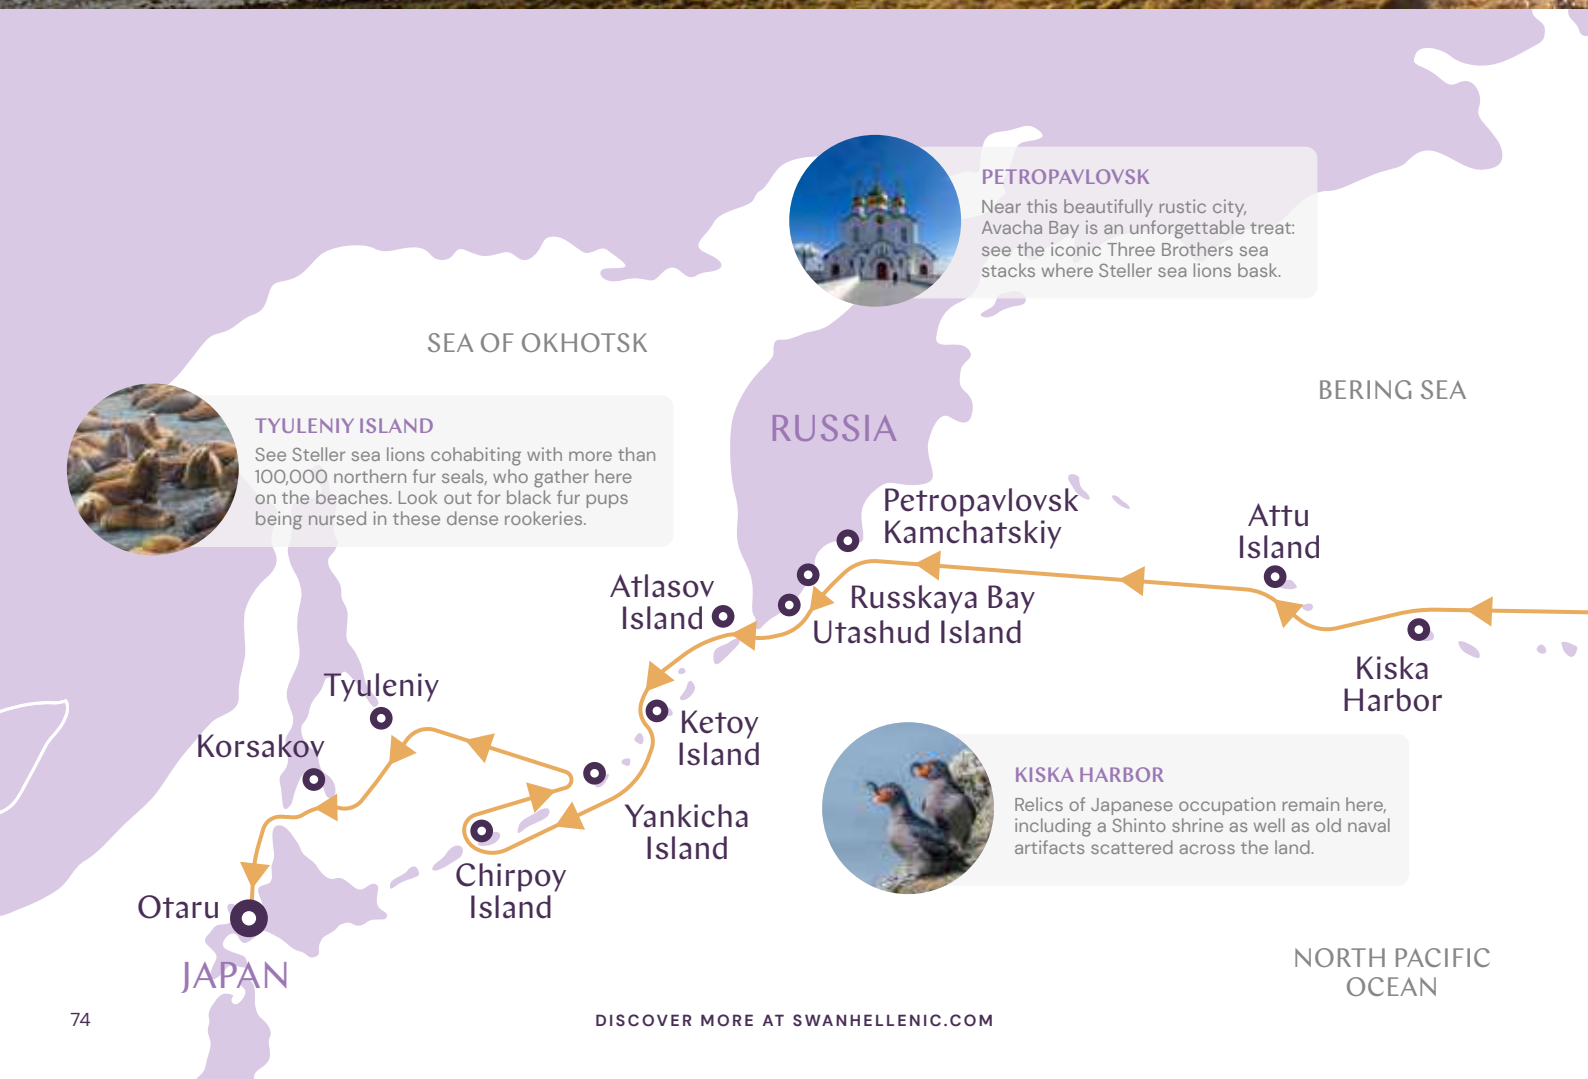 PETROPAVLOVSK
Near this beautifully rustic city,
Avacha Bay is an unforgettable treat:
see the iconic Three Brothers sea
stacks where Steller sea lions bask.
SEA OF OKHOTSK
BERING SEA
RUSSIA
TYULENIY ISLAND
See Steller sea lions cohabiting with more than
100,000 northern fur seals, who gather here
on the beaches. Look out for black fur pups
being nursed in these dense rookeries.
Petropavlovsk
Kamchatskiy
Attu
Island
Atlasov
Island
Russkaya Bay
Utashud Island
Kiska
Harbor
Tyuleniy
Ketoy
Island
Korsakov
KISKA HARBOR
Relics of Japanese occupation remain here,
including a Shinto shrine as well as old naval
artifacts scattered across the land.
Yankicha
Island
Chirpoy
Island
Otaru
JAPAN
NORTH PACIFIC
OCEAN
74
DISCOVER MORE AT SWANHELLENIC.COM